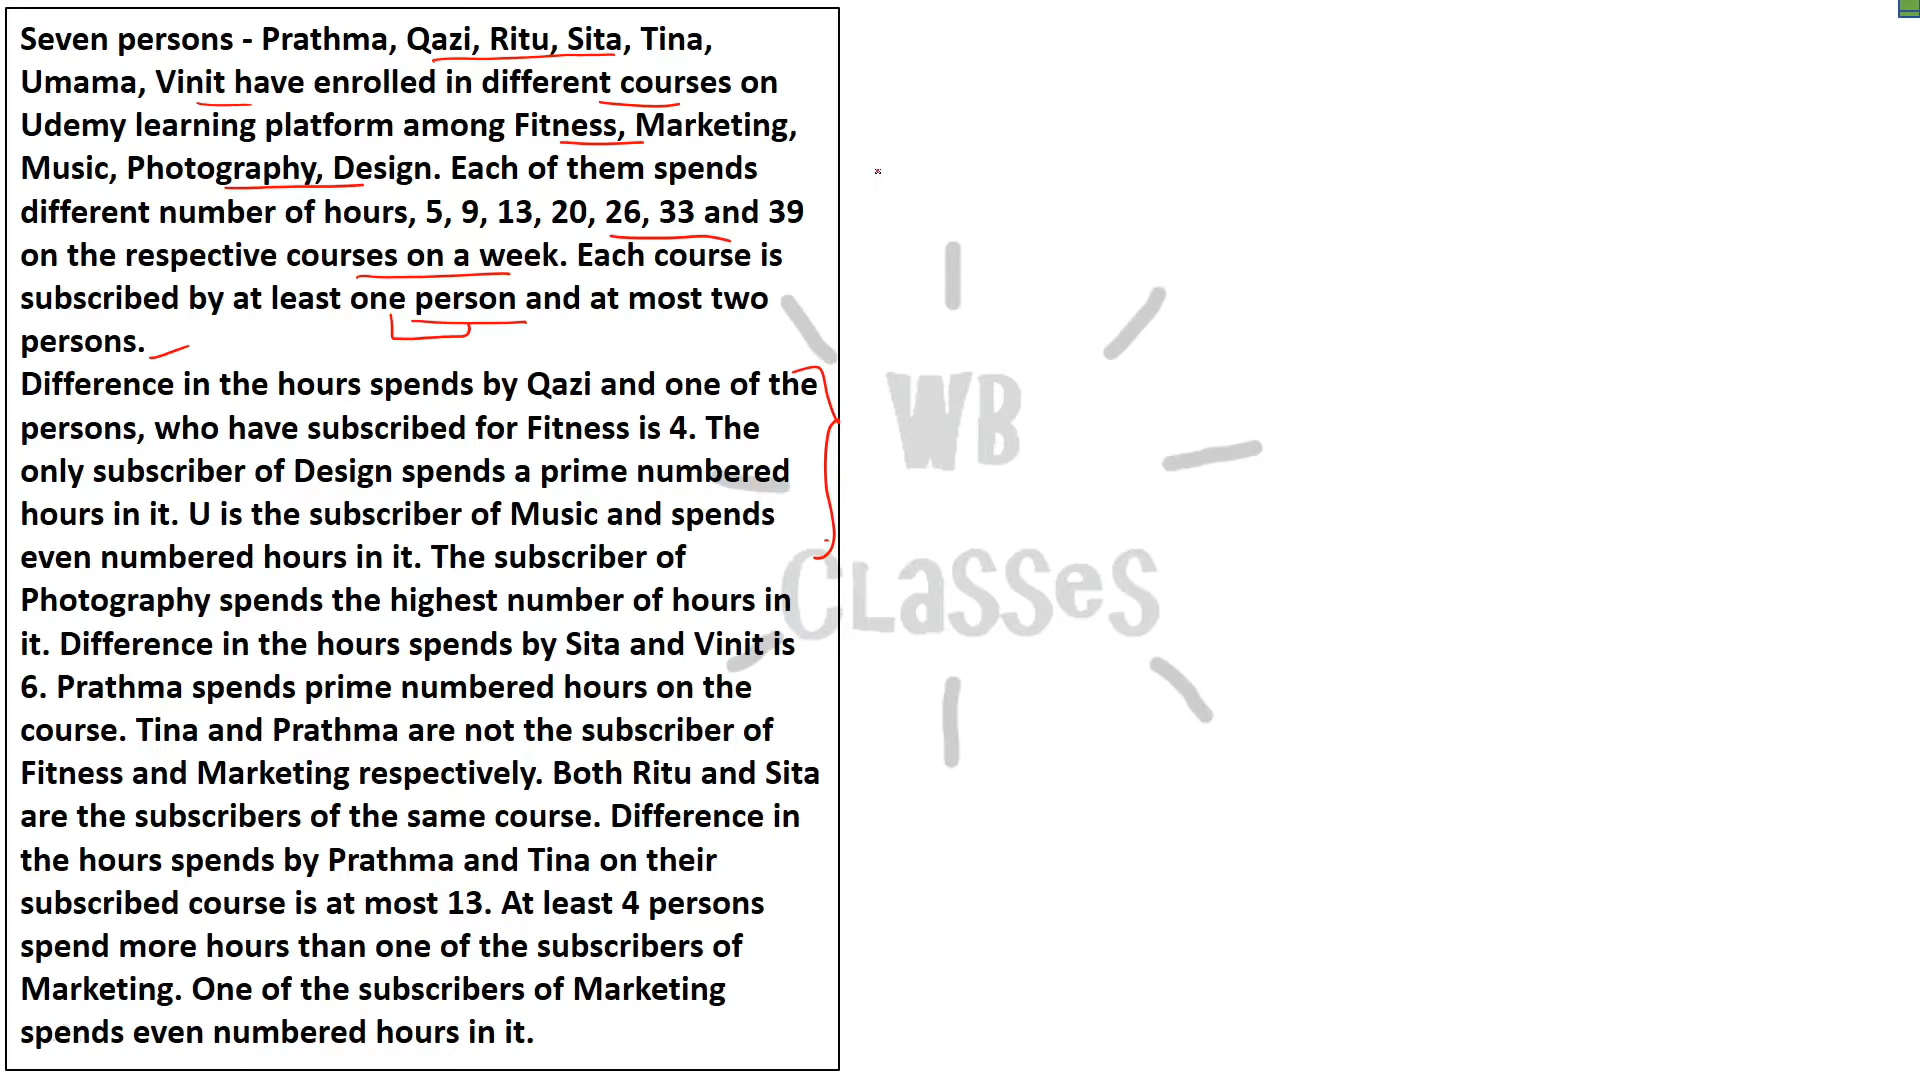 Seven persons - Prathma, Qazi, Ritu, Sita, Tina,
Umama, Vinit have enrolled in different courses on
Udemy learning platform among Fitness, Marketing,
Music, Photography, Design. Each of them spends
different number of hours, 5, 9, 13, 20, 26, 33 and 39
on the respective courses on a week. Each course is
subscribed by at least one person and at most two
persons.
Difference in the hours spends by Qazi and one of the
persons, who have subscribed for Fitness is 4. The
only subscriber of Design spends a prime numbered
hours in it. U is the subscriber of Music and spends
even numbered hours in it. The subscriber of
Photography spends the highest number of hours in
it. Difference in the hours spends by Sita and Vinit is
6. Prathma spends prime numbered hours on the
course. Tina and Prathma are not the subscriber of
Fitness and Marketing respectively. Both Ritu and Sita
are the subscribers of the same course. Difference in
the hours spends by Prathma and Tina on their
subscribed course is at most 13. At least 4 persons
spend more hours than one of the subscribers of
Marketing. One of the subscribers of Marketing
spends even numbered hours in it.
WB
CLaSSeS